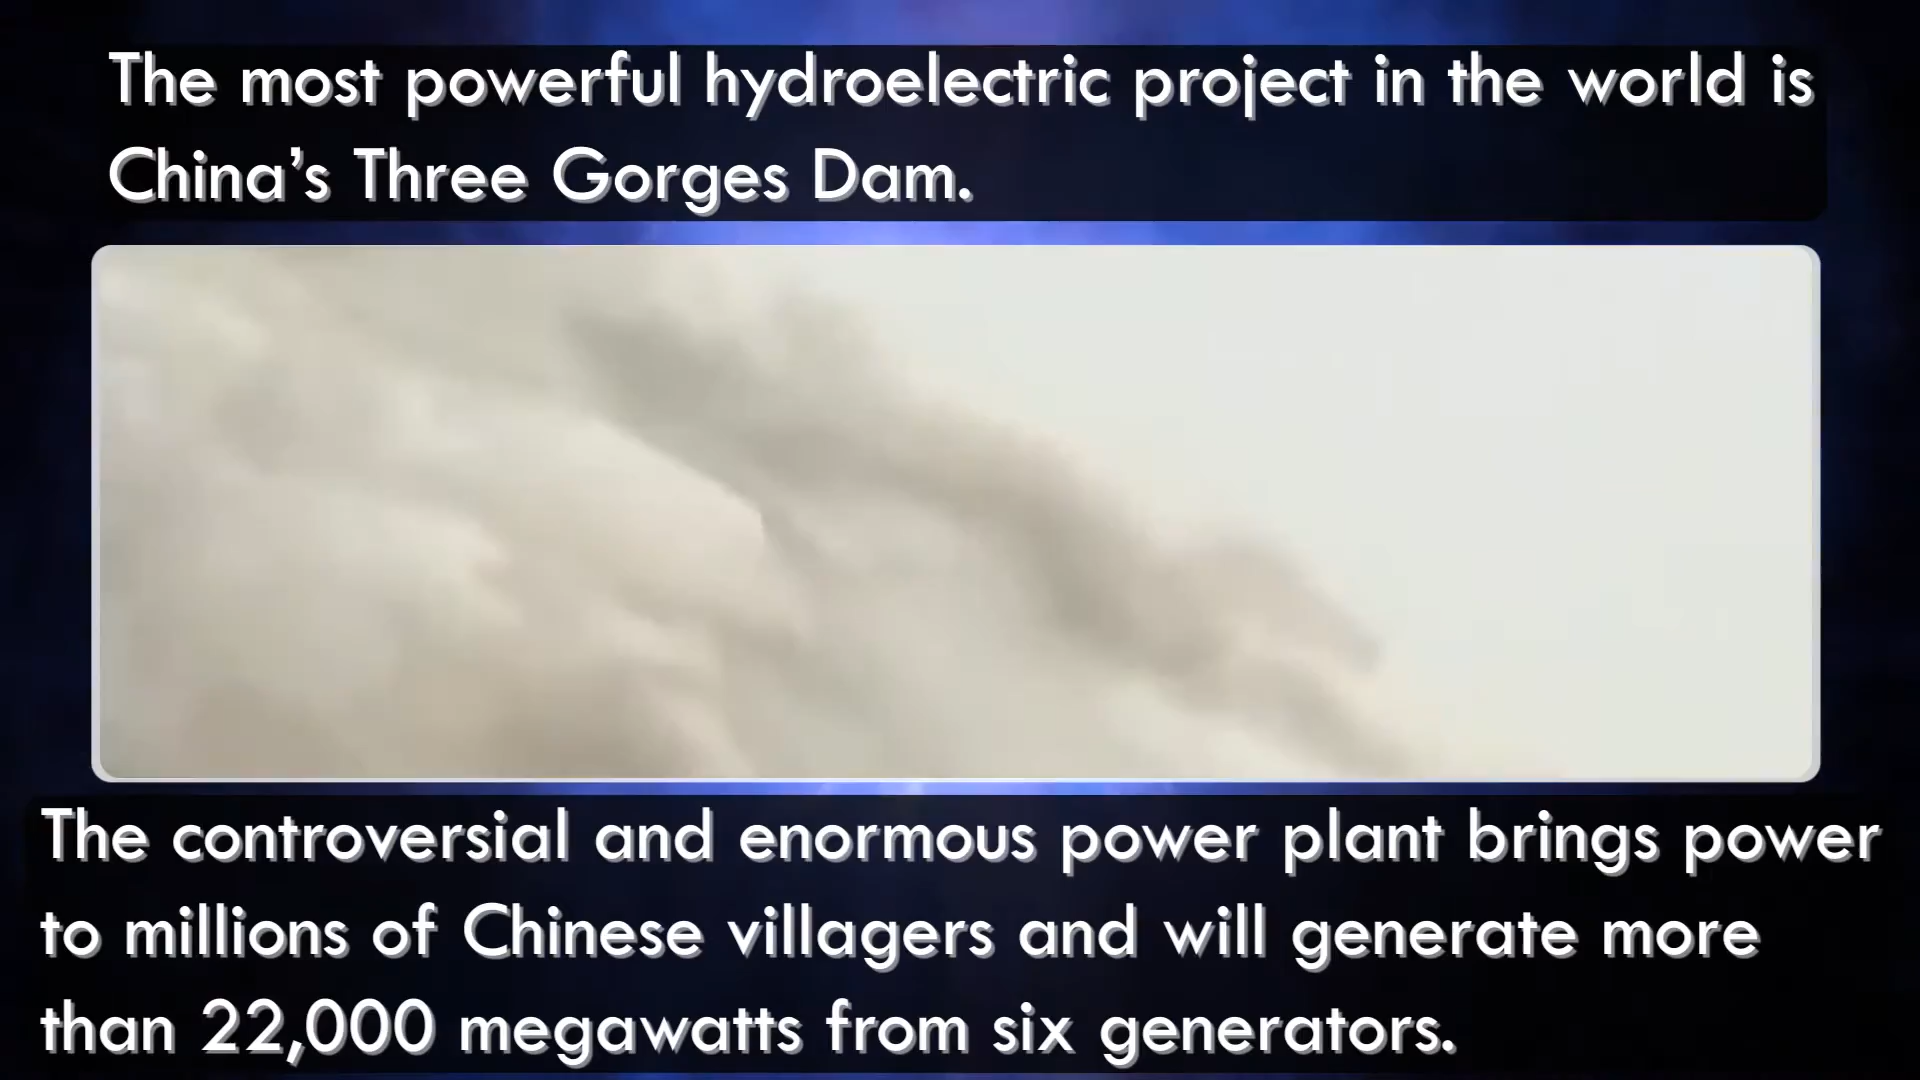 The most powerful hydroelectric project in the world is
China’s Three Gorges Dam.
The controversial and enormous power plant brings power
to millions of Chinese villagers and will generate more
than 22,000 megawatts from six generators.